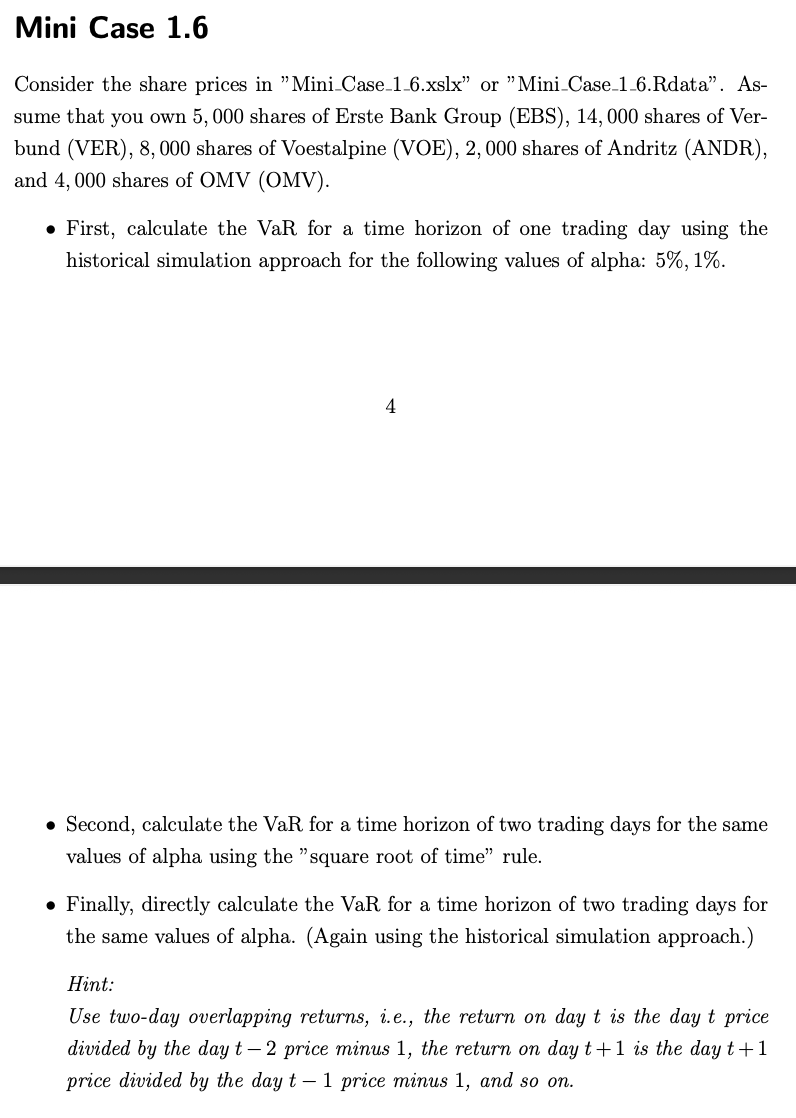 Mini Case 1.6
Consider the share prices in ”Mini_Case_1_6.xslx” or ”Mini_Case_1_6.Rdata”. As-
sume that you own 5, 000 shares of Erste Bank Group (EBS), 14, 000 shares of Ver-
bund (VER), 8, 000 shares of Voestalpine (VOE), 2, 000 shares of Andritz (ANDR),
and 4, 000 shares of OMV (OMV).
• First, calculate the VaR for a time horizon of one trading day using the
historical simulation approach for the following values of alpha: 5%, 1%.
4
• Second, calculate the VaR for a time horizon of two trading days for the same
values of alpha using the ”square root of time” rule.
• Finally, directly calculate the VaR for a time horizon of two trading days for
the same values of alpha. (Again using the historical simulation approach.)
Hint:
Use two-day overlapping returns, i.e., the return on day t is the day t price
divided by the day t − 2 price minus 1, the return on day t + 1 is the day t + 1
price divided by the day t − 1 price minus 1, and so on.